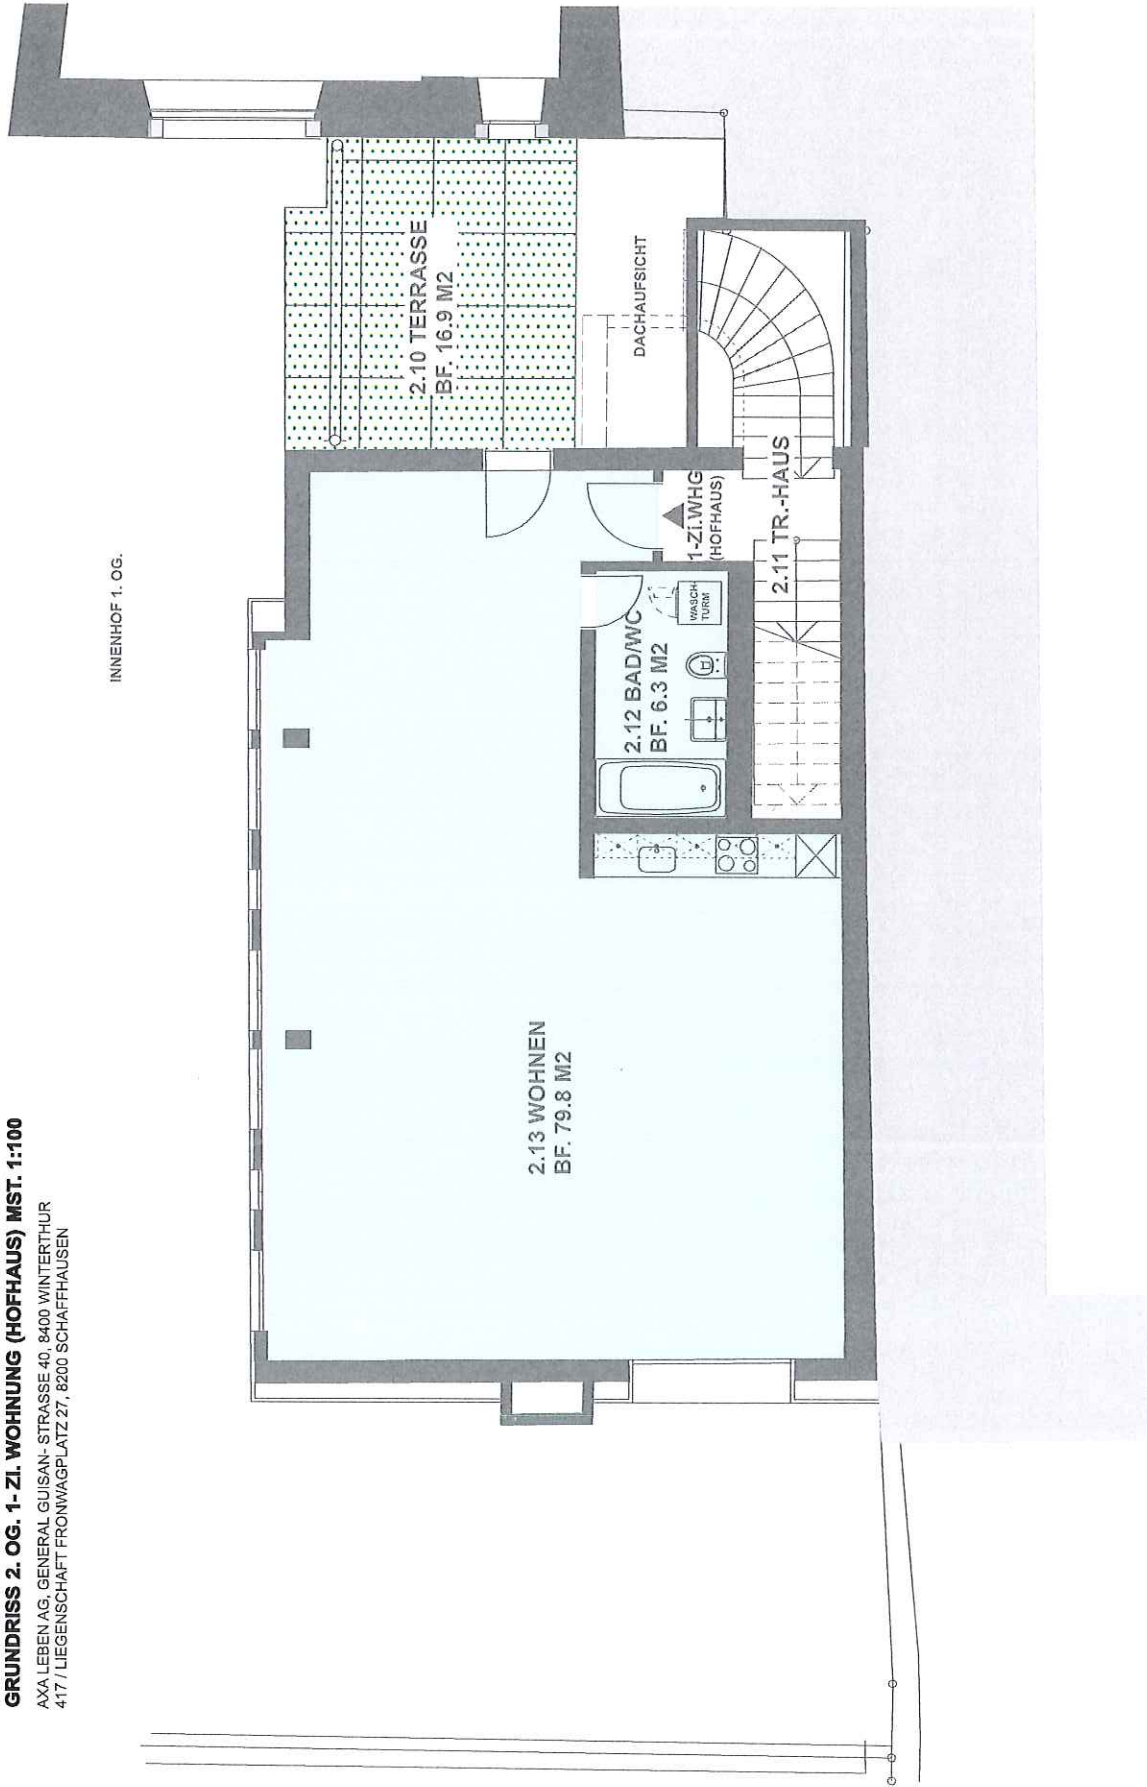 GRUNDRISS 2. OG. 1- ZI. WOHNUNG (HOFHAUS) MST. 1:100
AXA LEBEN AG, GENERAL GUISAN- STRASSE 40, 8400 WINTERTHUR
417 / LIEGENSCHAFT FRONWAGPLATZ 27, 8200 SCHAFFHAUSEN
INNENHOF 1. OG.
2.10 TERRASSE
BF. 16.9 M2
DACHAUFSICHT
1-Zi.WHG
(HOFHAUS)
2.11 TR.-HAUS
2.12 BAD/WC
BF. 6.3 M2
WASCH
TURM
2.13 WOHNEN
BF. 79.8 M2